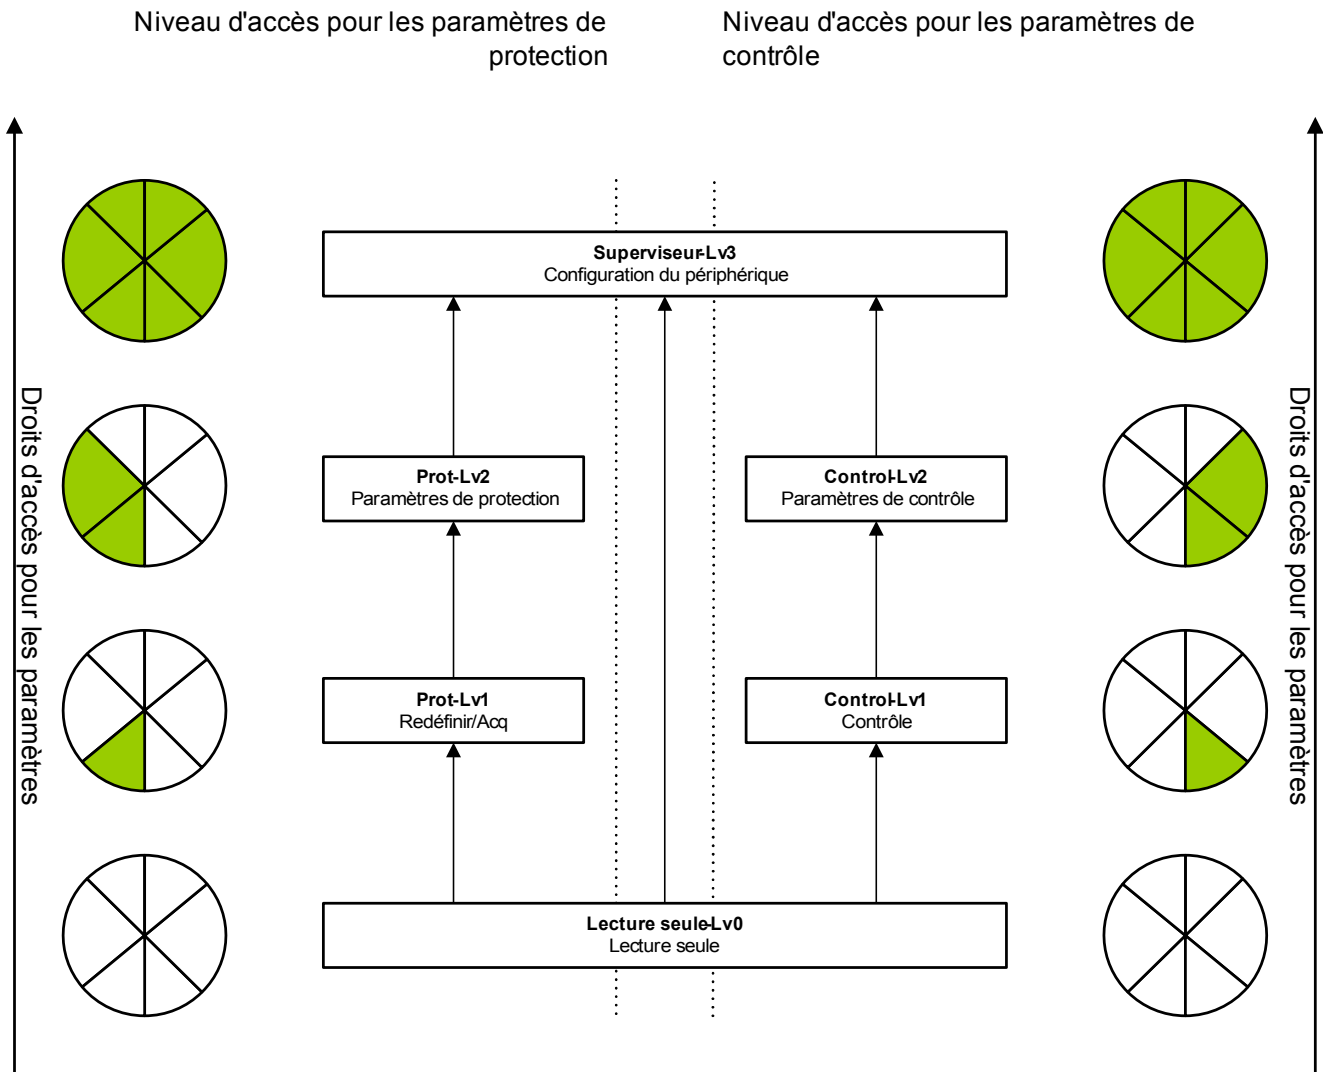 Niveau d'accès pour les paramètres de
protection
Niveau d'accès pour les paramètres de
contrôle
Superviseur-Lv3
Configuration du périphérique
Droits d'accès pour les paramètres
Droits d'accès pour les paramètres
Prot-Lv2
Paramètres de protection
Control-Lv2
Paramètres de contrôle
Prot-Lv1
Redéfinir/Acq
Control-Lv1
Contrôle
Lecture seule-Lv0
Lecture seule